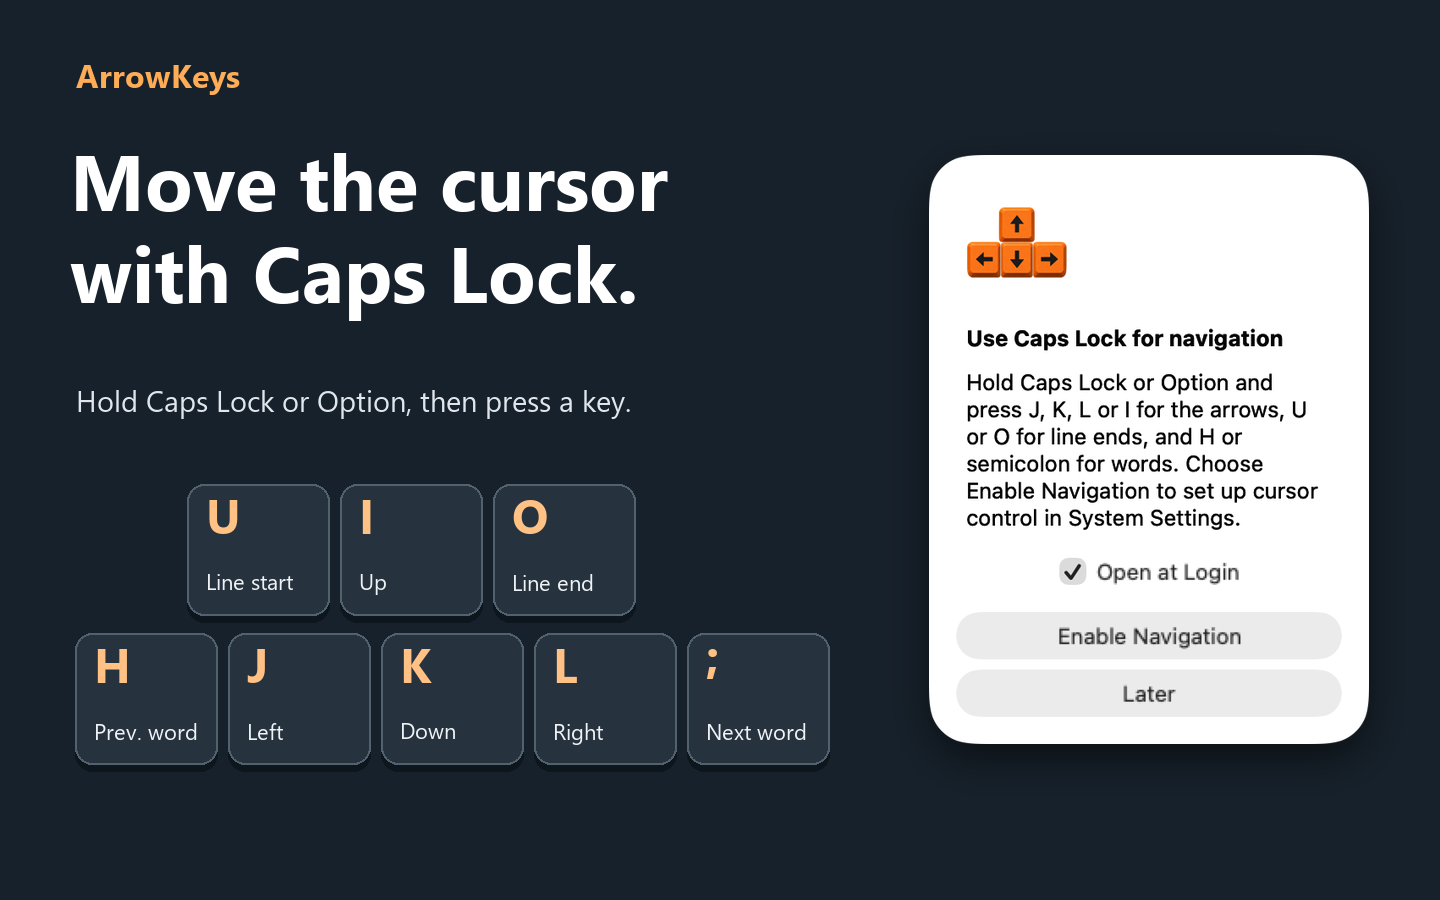 ArrowKeys
Move the cursor
with Caps Lock.
Hold Caps Lock or Option, then press a key.
U
Line start
I
Up
O
Line end
H
Prev. word
J
Left
K
Down
L
Right
;
Next word
Use Caps Lock for navigation
Hold Caps Lock or Option and
press J, K, L or I for the arrows, U
or O for line ends, and H or
semicolon for words. Choose
Enable Navigation to set up cursor
control in System Settings.
Open at Login
Enable Navigation
Later